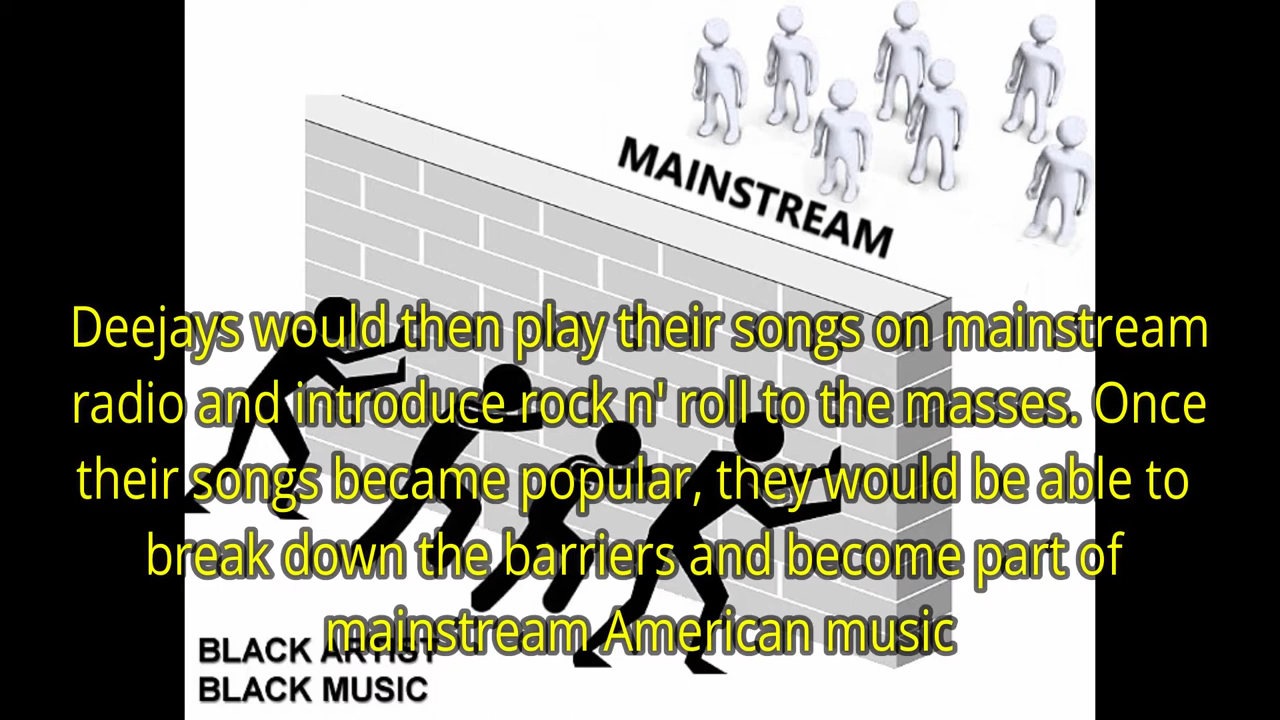 MAINSTREAM
Deejays would then play their songs on mainstream
radio and introduce rock n' roll to the masses. Once
their songs became popular, they would be able to
break down the barriers and become part of
mainstream American music
BLACK ARTIST
BLACK MUSIC